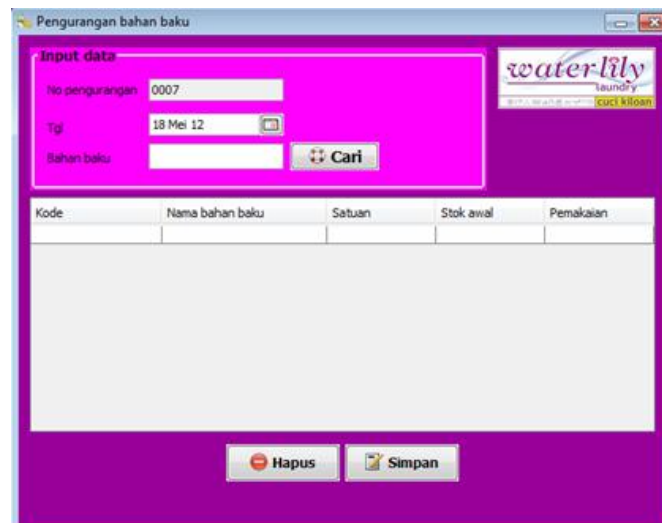 Pengurangan bahan baku
Input data
No pengurangan 0007
Tgl 18 Mei 12
Bahan baku Cari
waterlily
laundry
cuci kiloan
Kode Nama bahan baku Satuan Stok awal Pemakaian
Hapus Simpan